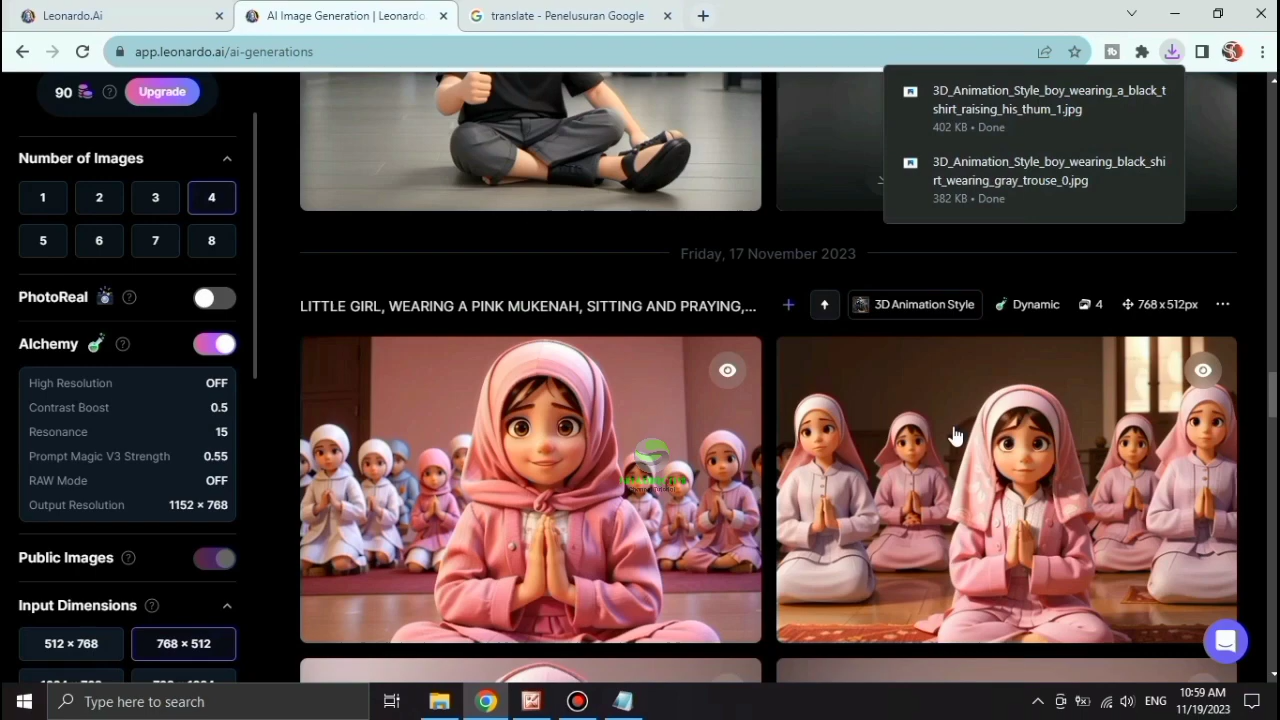 Leonardo.Ai
AI Image Generation | Leonardo.
translate - Penelusuran Google
app.leonardo.ai/ai-generations
90
Upgrade
3D_Animation_Style_boy_wearing_a_black_t
shirt_raising_his_thum_1.jpg
402 KB • Done
3D_Animation_Style_boy_wearing_black_shi
rt_wearing_gray_trouse_0.jpg
382 KB • Done
Number of Images
1 2 3 4
5 6 7 8
PhotoReal
Alchemy
High Resolution OFF
Contrast Boost 0.5
Resonance 15
Prompt Magic V3 Strength 0.55
RAW Mode OFF
Output Resolution 1152 × 768
Public Images
Input Dimensions
512 × 768 768 × 512
Friday, 17 November 2023
LITTLE GIRL, WEARING A PINK MUKENAH, SITTING AND PRAYING,...
3D Animation Style
Dynamic
4
768 x 512px
Type here to search
ENG
10:59 AM
11/19/2023